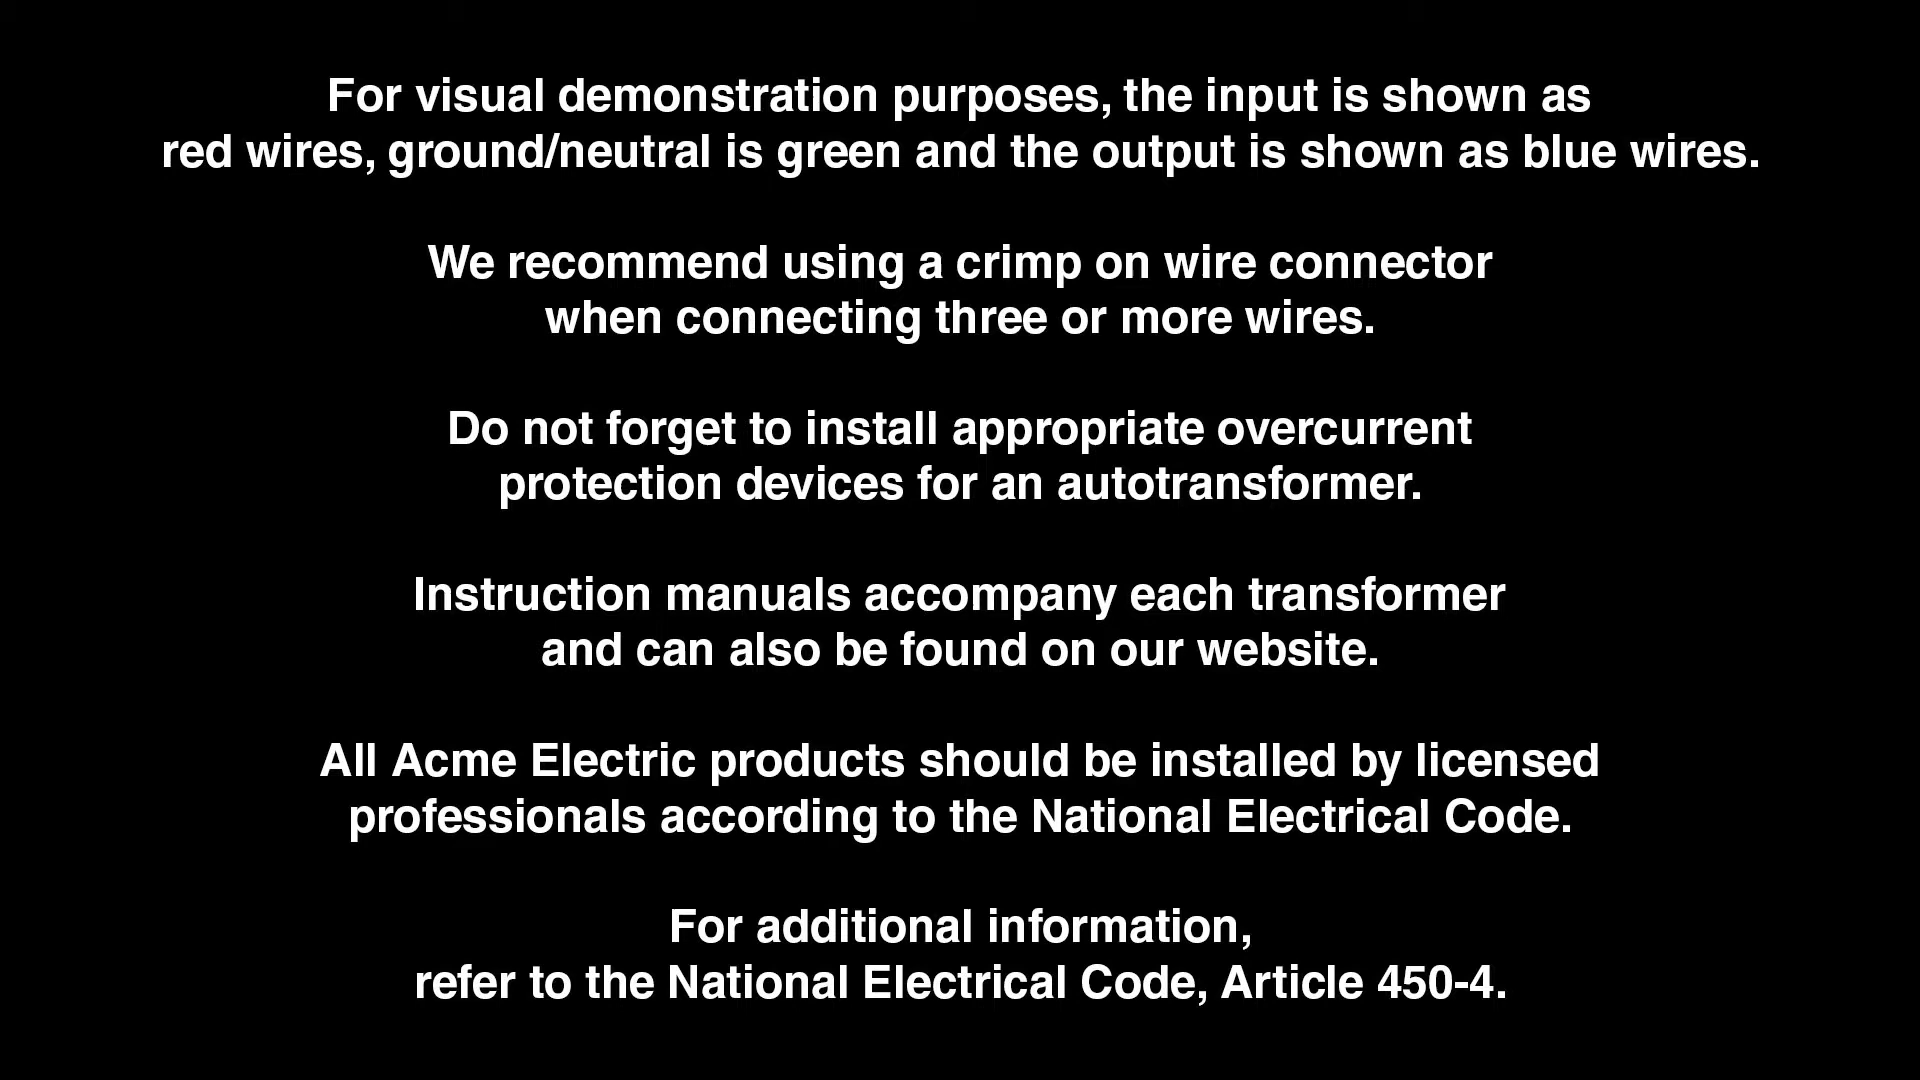 For visual demonstration purposes, the input is shown as
red wires, ground/neutral is green and the output is shown as blue wires.
We recommend using a crimp on wire connector
when connecting three or more wires.
Do not forget to install appropriate overcurrent
protection devices for an autotransformer.
Instruction manuals accompany each transformer
and can also be found on our website.
All Acme Electric products should be installed by licensed
professionals according to the National Electrical Code.
For additional information,
refer to the National Electrical Code, Article 450-4.